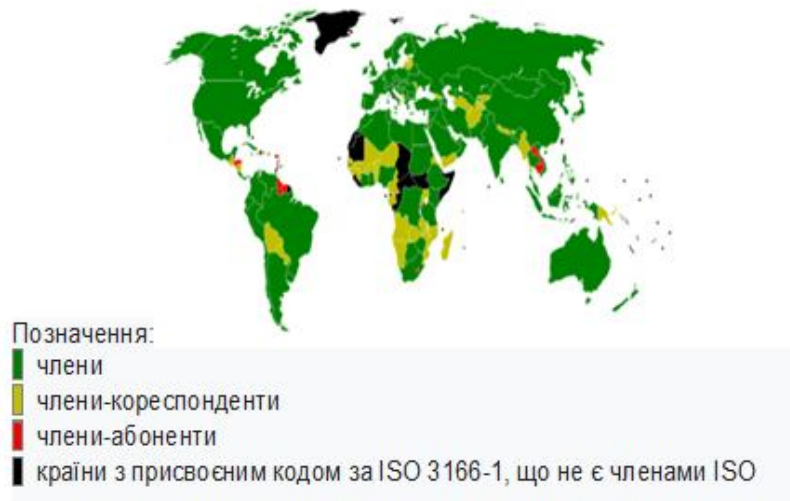 Позначення:
члени
члени-кореспонденти
члени-абоненти
країни з присвоєним кодом за ISO 3166-1, що не є членами ISO